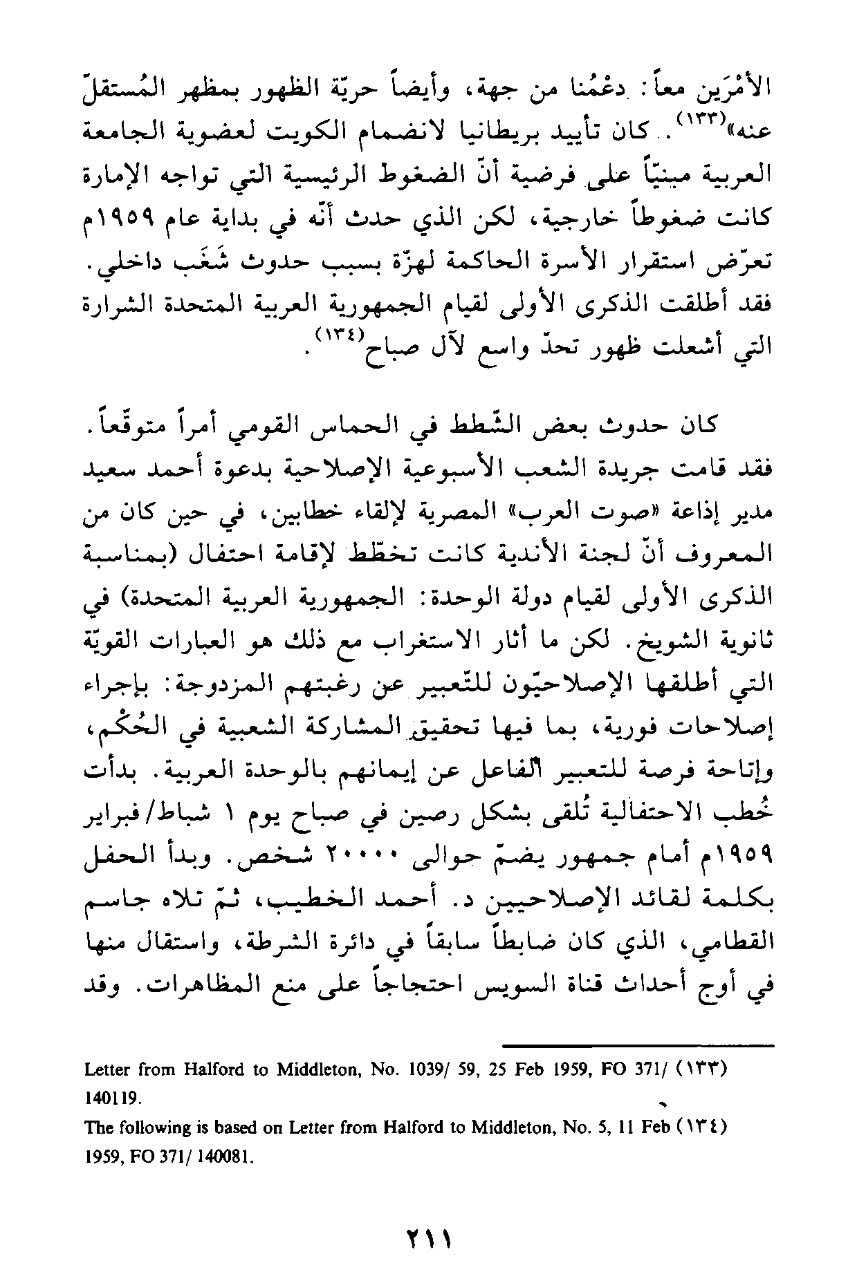 الأمْرَين معاً: دعْمُنا من جهة، وأيضاً حريّة الظهور بمظهر المُستقلّ
عنه»(١٣٣). كان تأييد بريطانيا لانضمام الكويت لعضوية الجامعة
العربية مبنيّاً على فرضية أنّ الضغوط الرئيسية التي تواجه الإمارة
كانت ضغوطاً خارجية، لكن الذي حدث أنّه في بداية عام ١٩٥٩م
تعرّض استقرار الأسرة الحاكمة لهزّة بسبب حدوث شَغَب داخلي.
فقد أطلقت الذكرى الأولى لقيام الجمهورية العربية المتحدة الشرارة
التي أشعلت ظهور تحدّ واسع لآل صباح(١٣٤).
كان حدوث بعض الشّطط في الحماس القومي أمراً متوقّعاً.
فقد قامت جريدة الشعب الأسبوعية الإصلاحية بدعوة أحمد سعيد
مدير إذاعة «صوت العرب» المصرية لإلقاء خطابين، في حين كان من
المعروف أنّ لجنة الأندية كانت تخطّط لإقامة احتفال (بمناسبة
الذكرى الأولى لقيام دولة الوحدة: الجمهورية العربية المتحدة) في
ثانوية الشويخ. لكن ما أثار الاستغراب مع ذلك هو العبارات القويّة
التي أطلقها الإصلاحيّون للتّعبير عن رغبتهم المزدوجة: بإجراء
إصلاحات فورية، بما فيها تحقيق المشاركة الشعبية في الحُكْم،
وإتاحة فرصة للتعبير الفاعل عن إيمانهم بالوحدة العربية. بدأت
خُطب الاحتفالية تُلقى بشكل رصين في صباح يوم ١ شباط/فبراير
١٩٥٩م أمام جمهور يضمّ حوالى ٢٠٠٠٠ شخص. وبدأ الحفل
بكلمة لقائد الإصلاحيين د. أحمد الخطيب، ثمّ تلاه جاسم
القطامي، الذي كان ضابطاً سابقاً في دائرة الشرطة، واستقال منها
في أوج أحداث قناة السويس احتجاجاً على منع المظاهرات. وقد
(١٣٣) Letter from Halford to Middleton, No. 1039/ 59, 25 Feb 1959, FO 371/
140119.
(١٣٤) The following is based on Letter from Halford to Middleton, No. 5, 11 Feb
1959, FO 371/ 140081.
٢١١